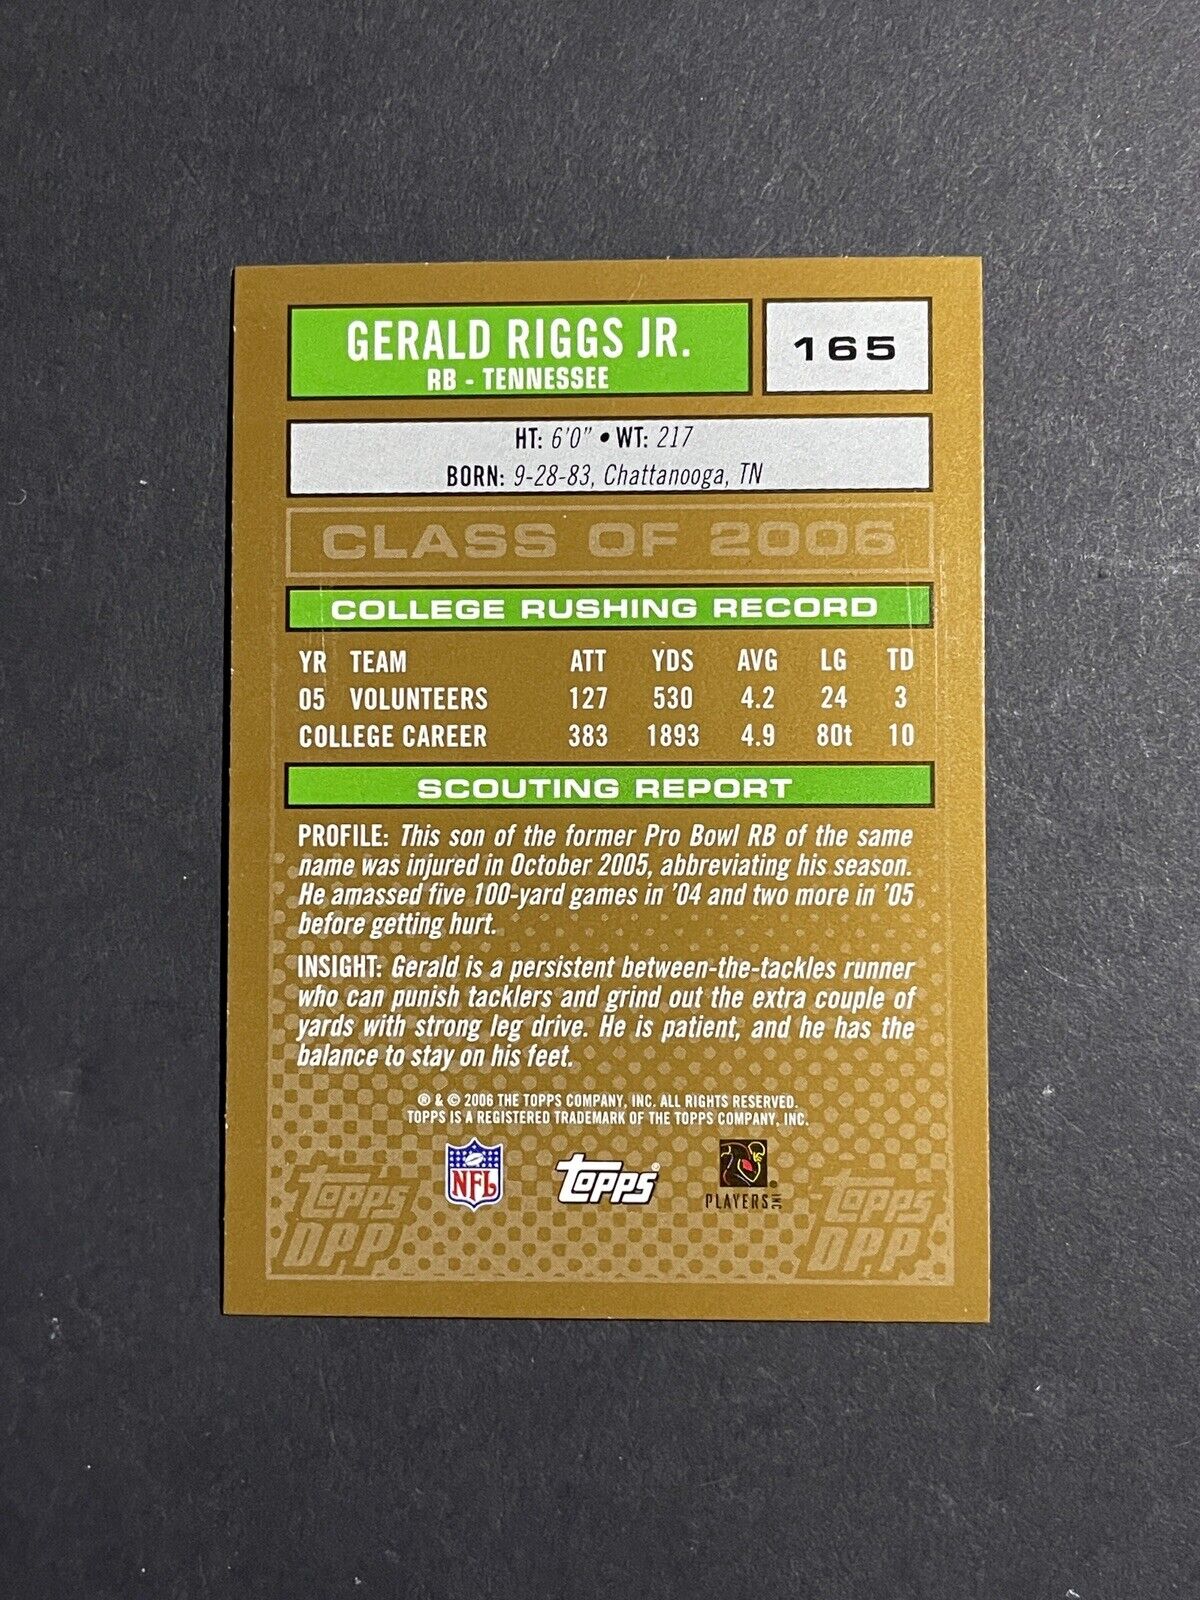 GERALD RIGGS JR.
RB - TENNESSEE
165
HT: 6'0" • WT: 217
BORN: 9-28-83, Chattanooga, TN
CLASS OF 2006
COLLEGE RUSHING RECORD
YR TEAM ATT YDS AVG LG TD
05 VOLUNTEERS 127 530 4.2 24 3
COLLEGE CAREER 383 1893 4.9 80t 10
SCOUTING REPORT
PROFILE: This son of the former Pro Bowl RB of the same
name was injured in October 2005, abbreviating his season.
He amassed five 100-yard games in '04 and two more in '05
before getting hurt.
INSIGHT: Gerald is a persistent between-the-tackles runner
who can punish tacklers and grind out the extra couple of
yards with strong leg drive. He is patient, and he has the
balance to stay on his feet.
® & © 2006 THE TOPPS COMPANY, INC. ALL RIGHTS RESERVED.
TOPPS IS A REGISTERED TRADEMARK OF THE TOPPS COMPANY, INC.
NFL
Topps®
PLAYERS INC®
Topps
DPP
Topps
DPP